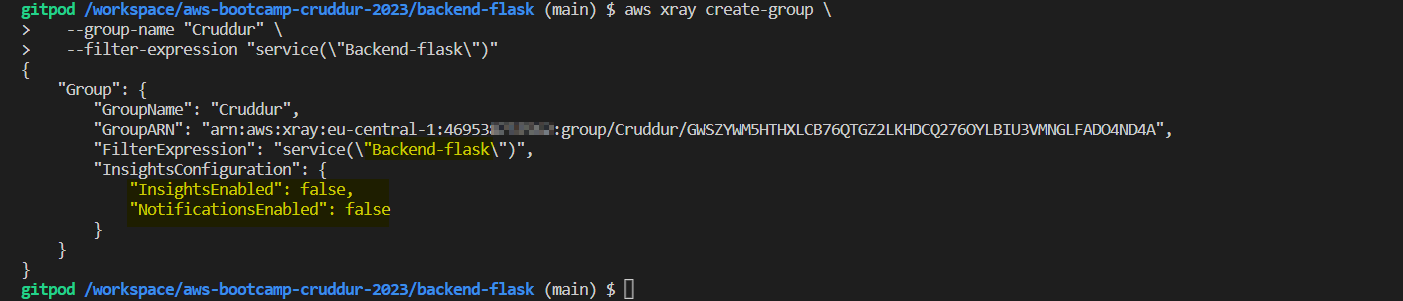 gitpod /workspace/aws-bootcamp-cruddur-2023/backend-flask (main) $ aws xray create-group \
>    --group-name "Cruddur" \
>    --filter-expression "service(\"Backend-flask\")"
{
    "Group": {
        "GroupName": "Cruddur",
        "GroupARN": "arn:aws:xray:eu-central-1:46953 :group/Cruddur/GWSZYWM5HTHXLCB76QTGZ2LKHDCQ276OYLBIU3VMNGLFADO4ND4A",
        "FilterExpression": "service(\"Backend-flask\")",
        "InsightsConfiguration": {
            "InsightsEnabled": false,
            "NotificationsEnabled": false
        }
    }
}
gitpod /workspace/aws-bootcamp-cruddur-2023/backend-flask (main) $